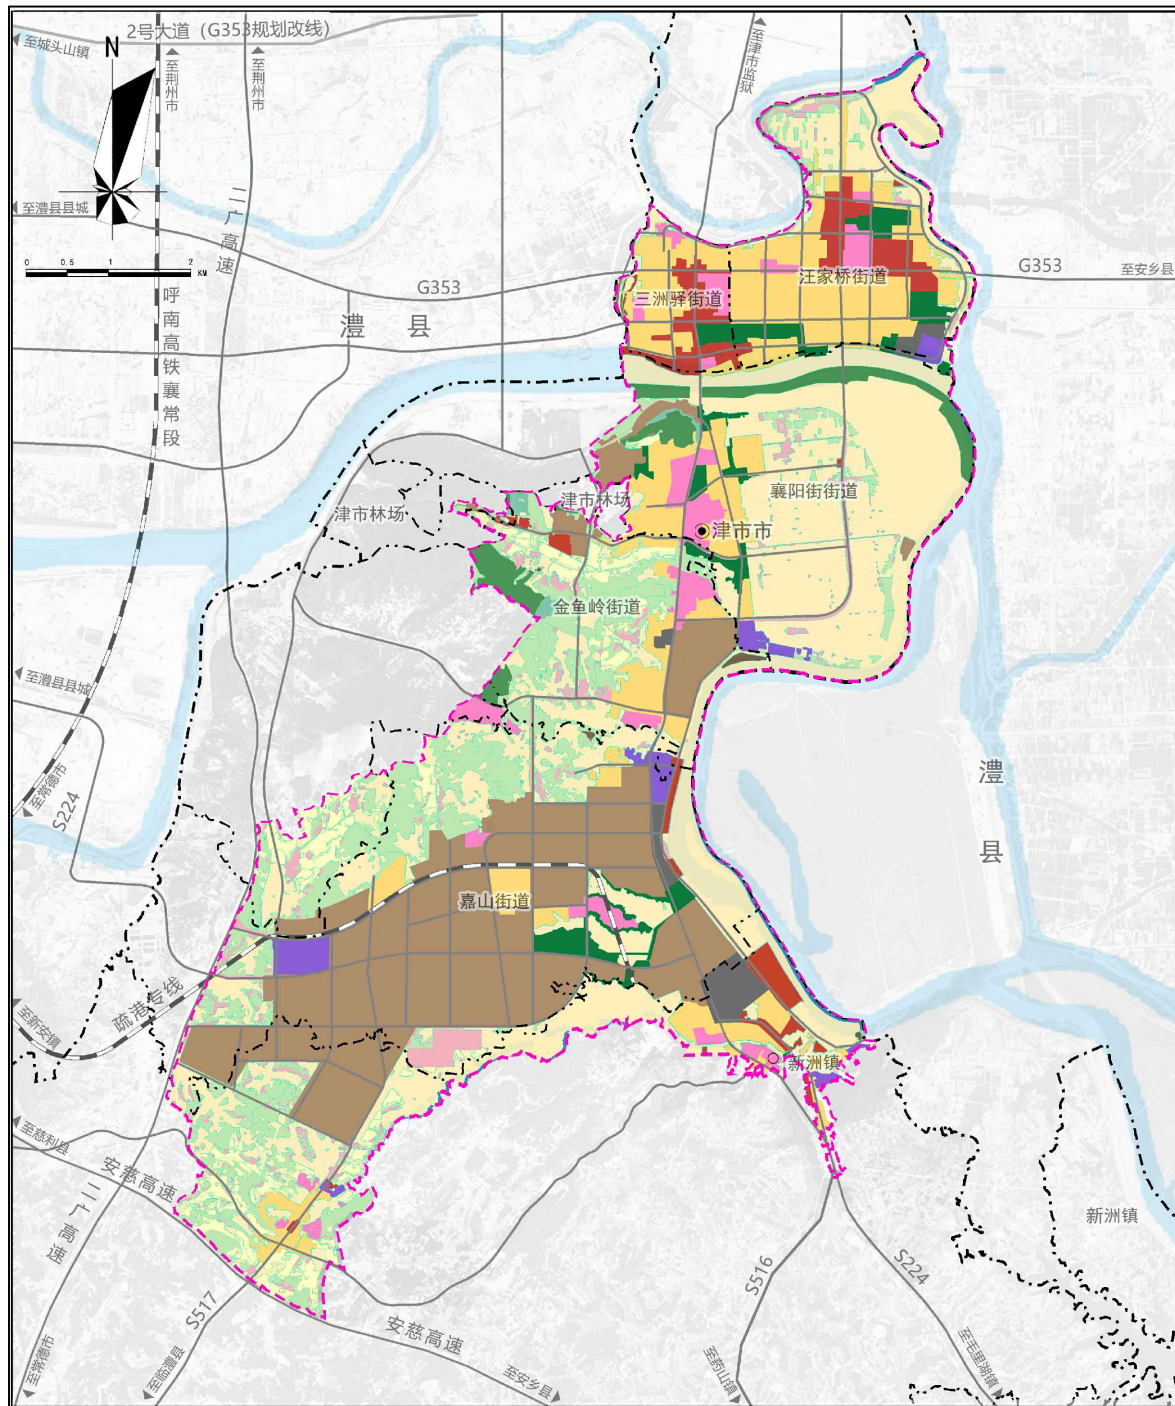 2号大道（G353规划改线）
至城头山镇
N
至荆州市
至荆州市
至津市监狱
二广高速
至澧县县城
0 0.5 1 2
KM
呼南高铁襄常段
G353
澧 县
三洲驿街道
汪家桥街道
G353
至安乡县
津市林场
津市林场
襄阳街街道
津市市
金鱼岭街道
至澧县县城
至常德市
S224
澧县
嘉山街道
疏港专线
至新安镇
新洲镇
至慈利县
安慈高速
二广高速
新洲镇
S516
S224
S517
安慈高速
至常德市
至临澧县
至安乡县
至药山镇
至毛里湖镇